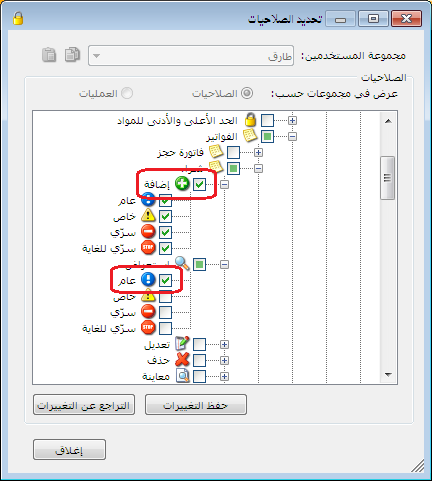 تحديد الصلاحيات
مجموعة المستخدمين:
طارق
الصلاحيات
عرض في مجموعات حسب:
الصلاحيات
العمليات
الحد الأعلى والأدنى للمواد
الفواتير
فاتورة حجز
إضافة
عام
خاص
سرّي
سرّي للغاية
عام
خاص
سرّي
سرّي للغاية
تعديل
حذف
معاينة
حفظ التغييرات
التراجع عن التغييرات
إغلاق